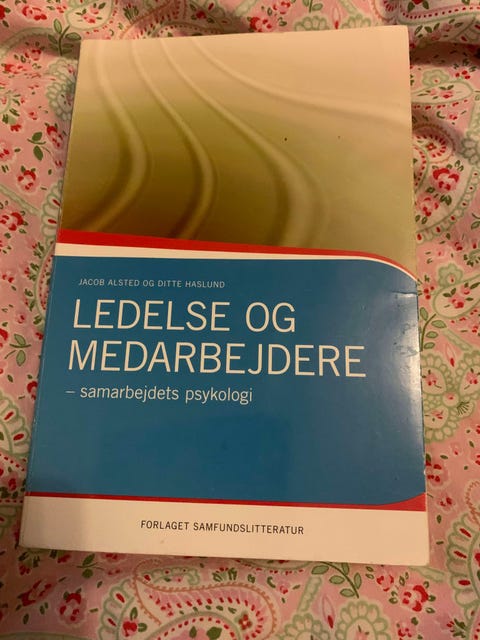 JACOB ALSTED OG DITTE HASLUND
LEDELSE OG
MEDARBEJDERE
– samarbejdets psykologi
FORLAGET SAMFUNDSLITTERATUR